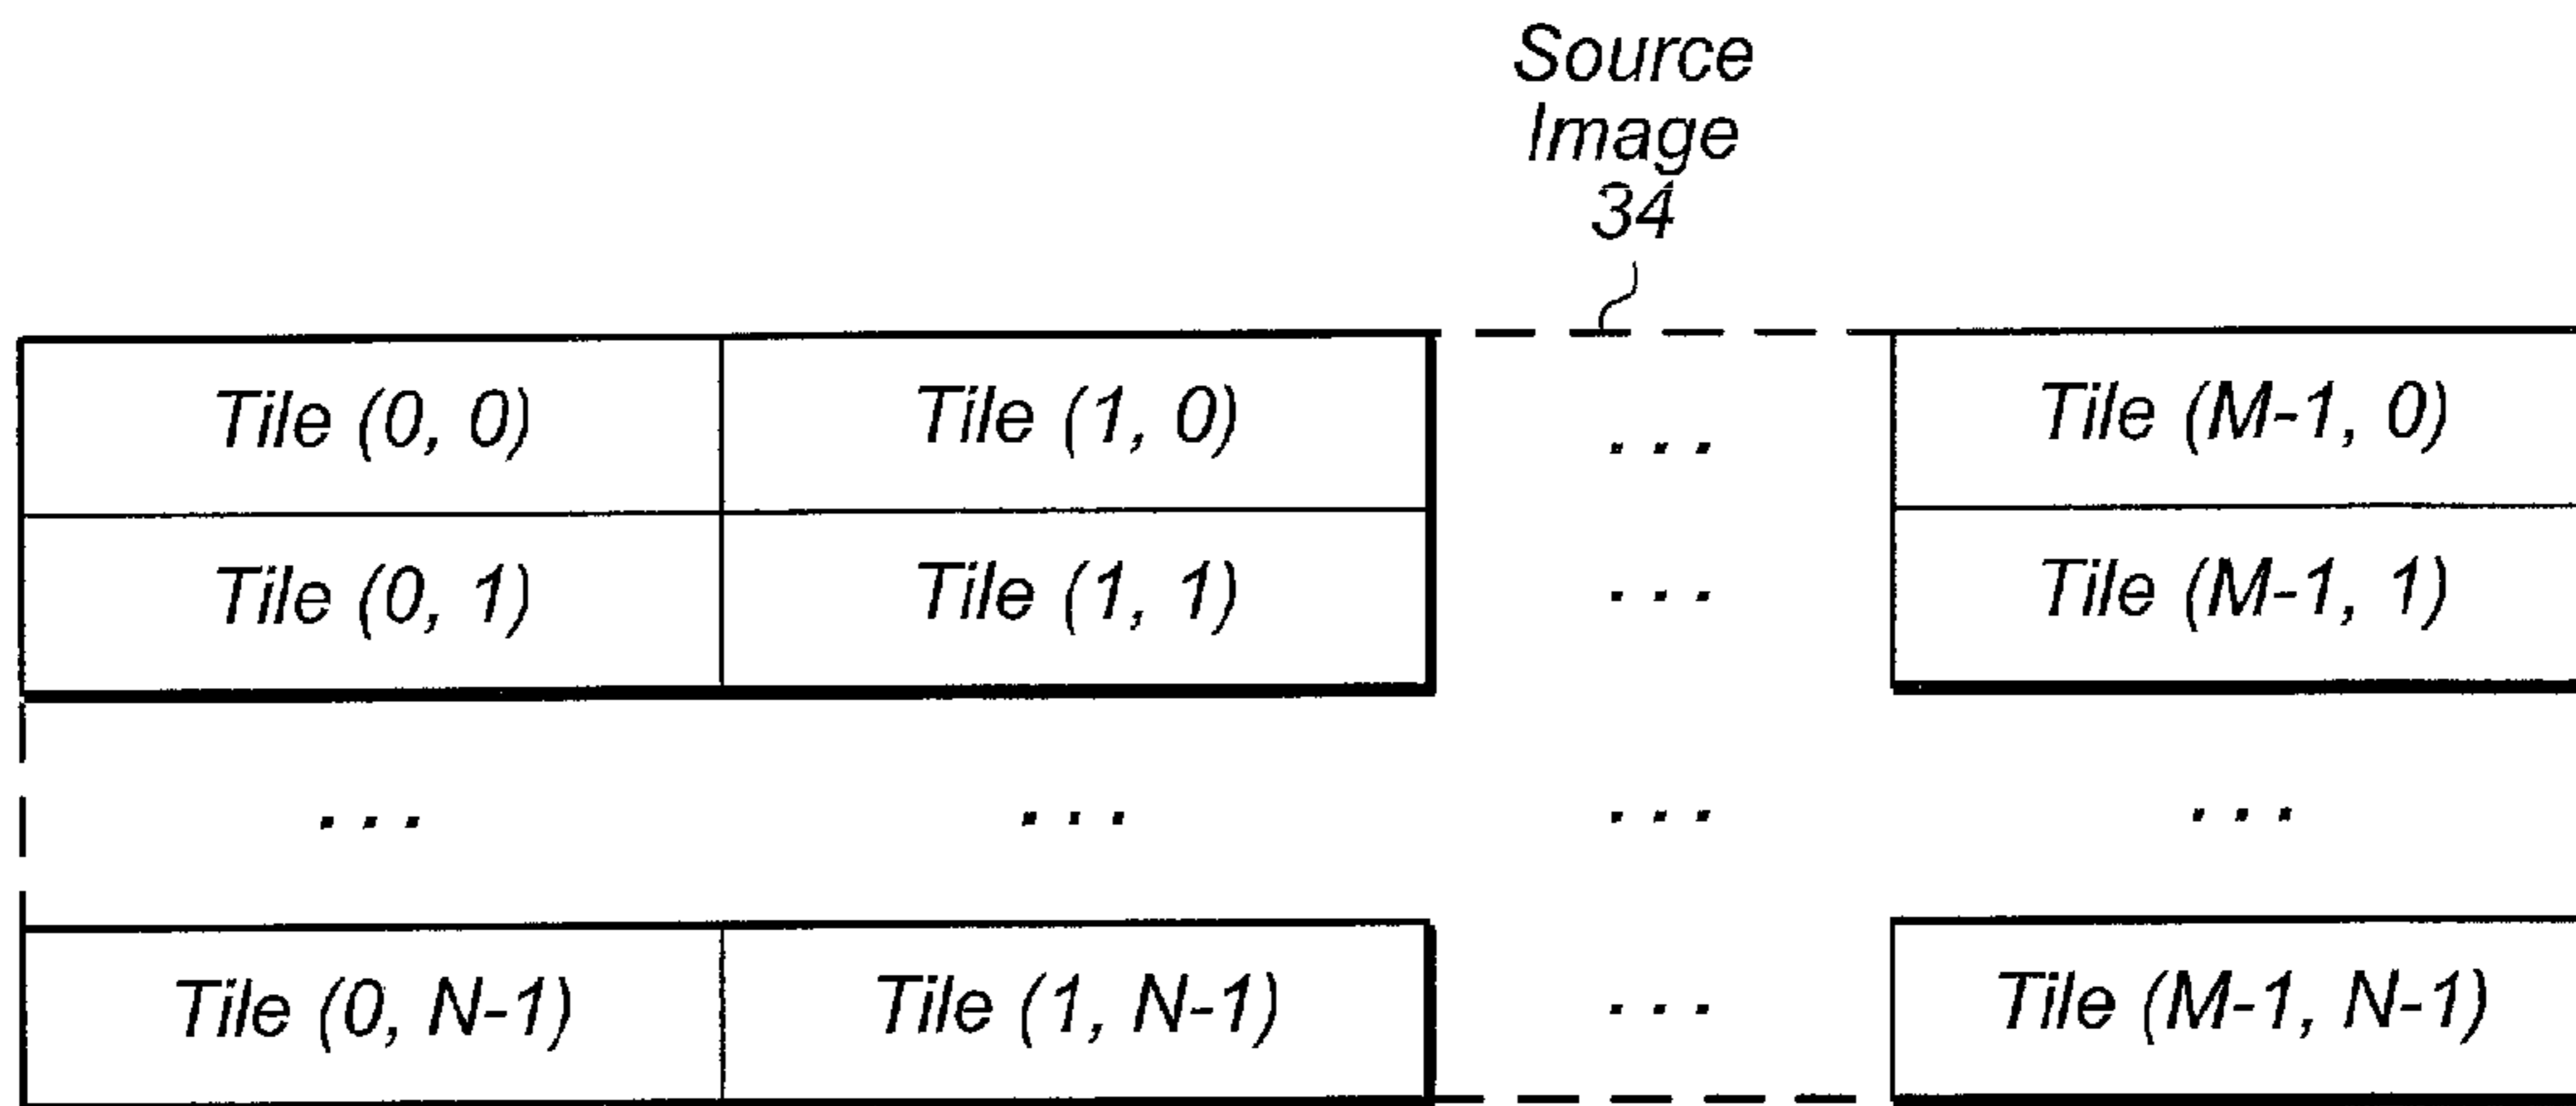 Source
Image
34
Tile (0, 0) Tile (1, 0) ... Tile (M-1, 0)
Tile (0, 1) Tile (1, 1) ... Tile (M-1, 1)
... ... ... ...
Tile (0, N-1) Tile (1, N-1) ... Tile (M-1, N-1)